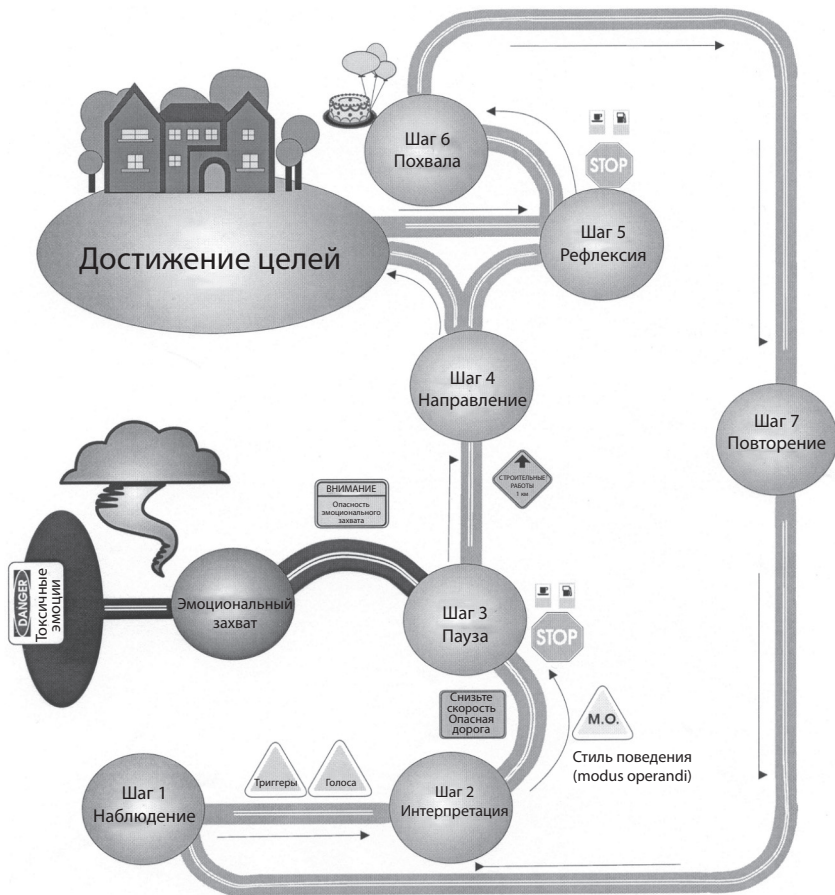 Шаг 6
Похвала
STOP
Шаг 5
Рефлексия
Достижение целей
Шаг 4
Направление
Шаг 7
Повторение
СТРОИТЕЛЬНЫЕ
РАБОТЫ
1 км
ВНИМАНИЕ
Опасность
эмоционального
захвата
DANGER
Токсичные
эмоции
Эмоциональный
захват
Шаг 3
Пауза
STOP
Снизьте
скорость
Опасная
дорога
М.О.
Стиль поведения
(modus operandi)
Шаг 1
Наблюдение
Триггеры
Голоса
Шаг 2
Интерпретация